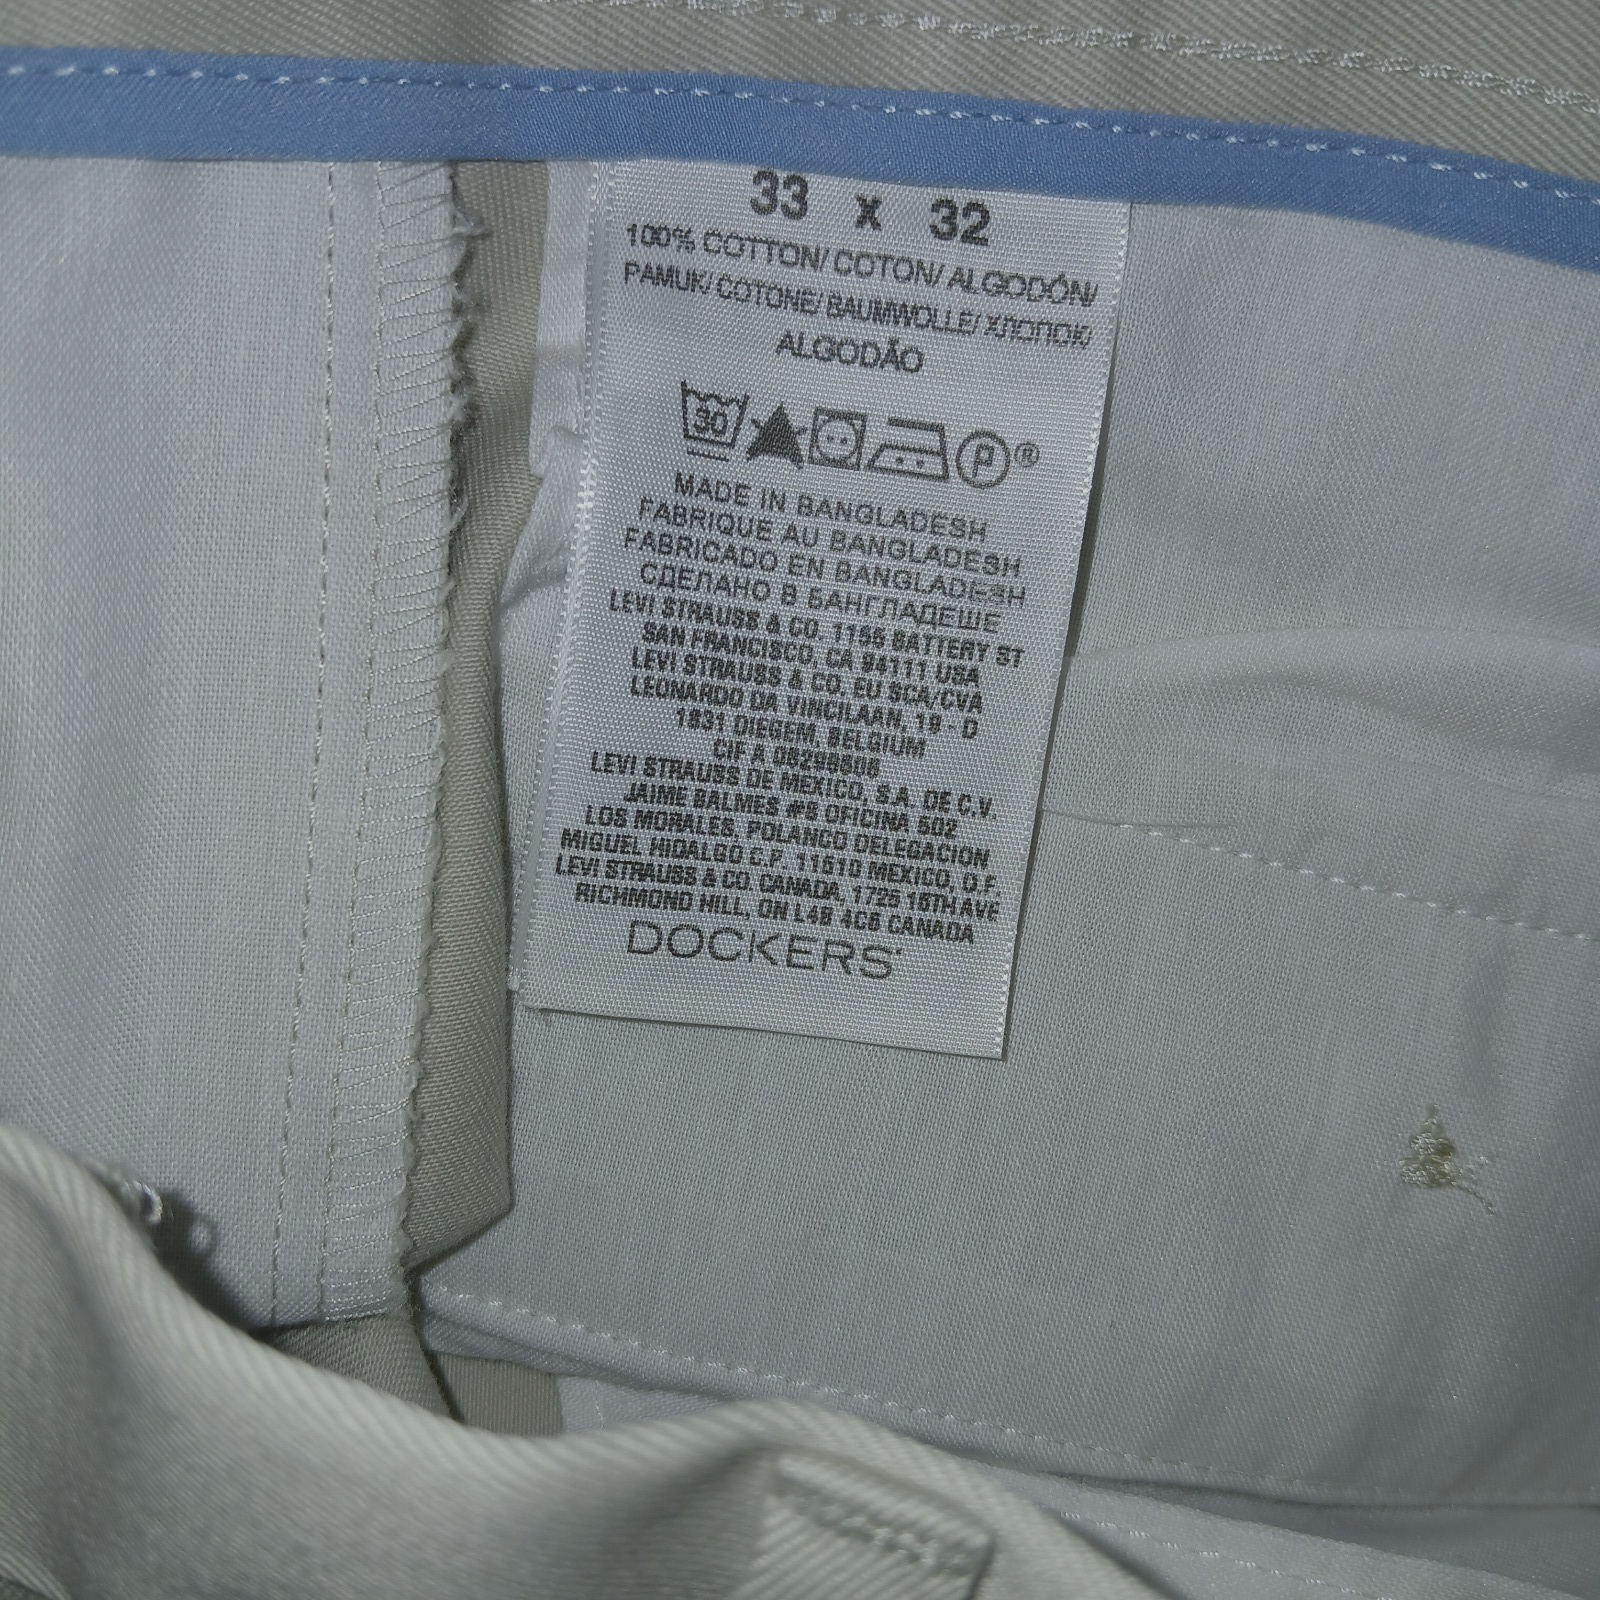 33 x 32
100% COTTON/ COTON/ ALGODÓN/
PAMUK/ COTONE/ BAUMWOLLE/ ХЛОПОК/
ALGODÃO
30 P ®
MADE IN BANGLADESH
FABRIQUE AU BANGLADESH
FABRICADO EN BANGLADESH
СДЕЛАНО В БАНГЛАДЕШЕ
LEVI STRAUSS & CO. 1155 BATTERY ST
SAN FRANCISCO, CA 94111 USA
LEVI STRAUSS & CO. EU SCA/CVA
LEONARDO DA VINCILAAN, 19 - D
1831 DIEGEM, BELGIUM
CIF A
LEVI STRAUSS DE MEXICO, S.A. DE C.V.
JAIME BALMES #8 OFICINA 602
LOS MORALES, POLANCO DELEGACION
MIGUEL HIDALGO C.P. 11510 MEXICO, D.F.
LEVI STRAUSS & CO. CANADA, 1725 16TH AVE
RICHMOND HILL, ON L4B 4C6 CANADA
DOCKERS